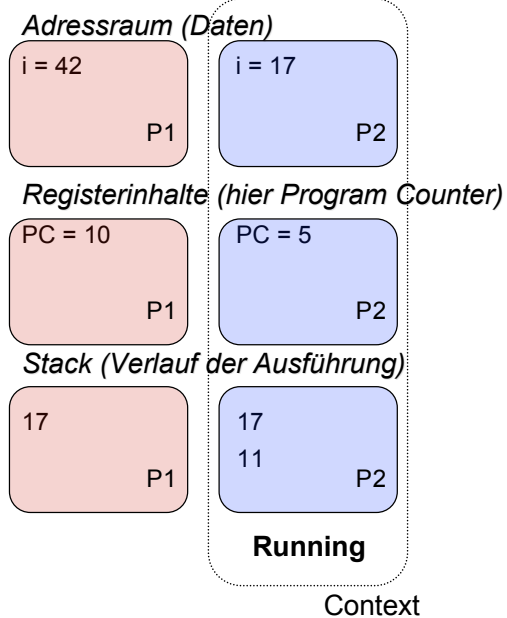 Adressraum (Daten)
i = 42
i = 17
P1
P2
Registerinhalte (hier Program Counter)
PC = 10
PC = 5
P1
P2
Stack (Verlauf der Ausführung)
17
17
11
P1
P2
Running
Context